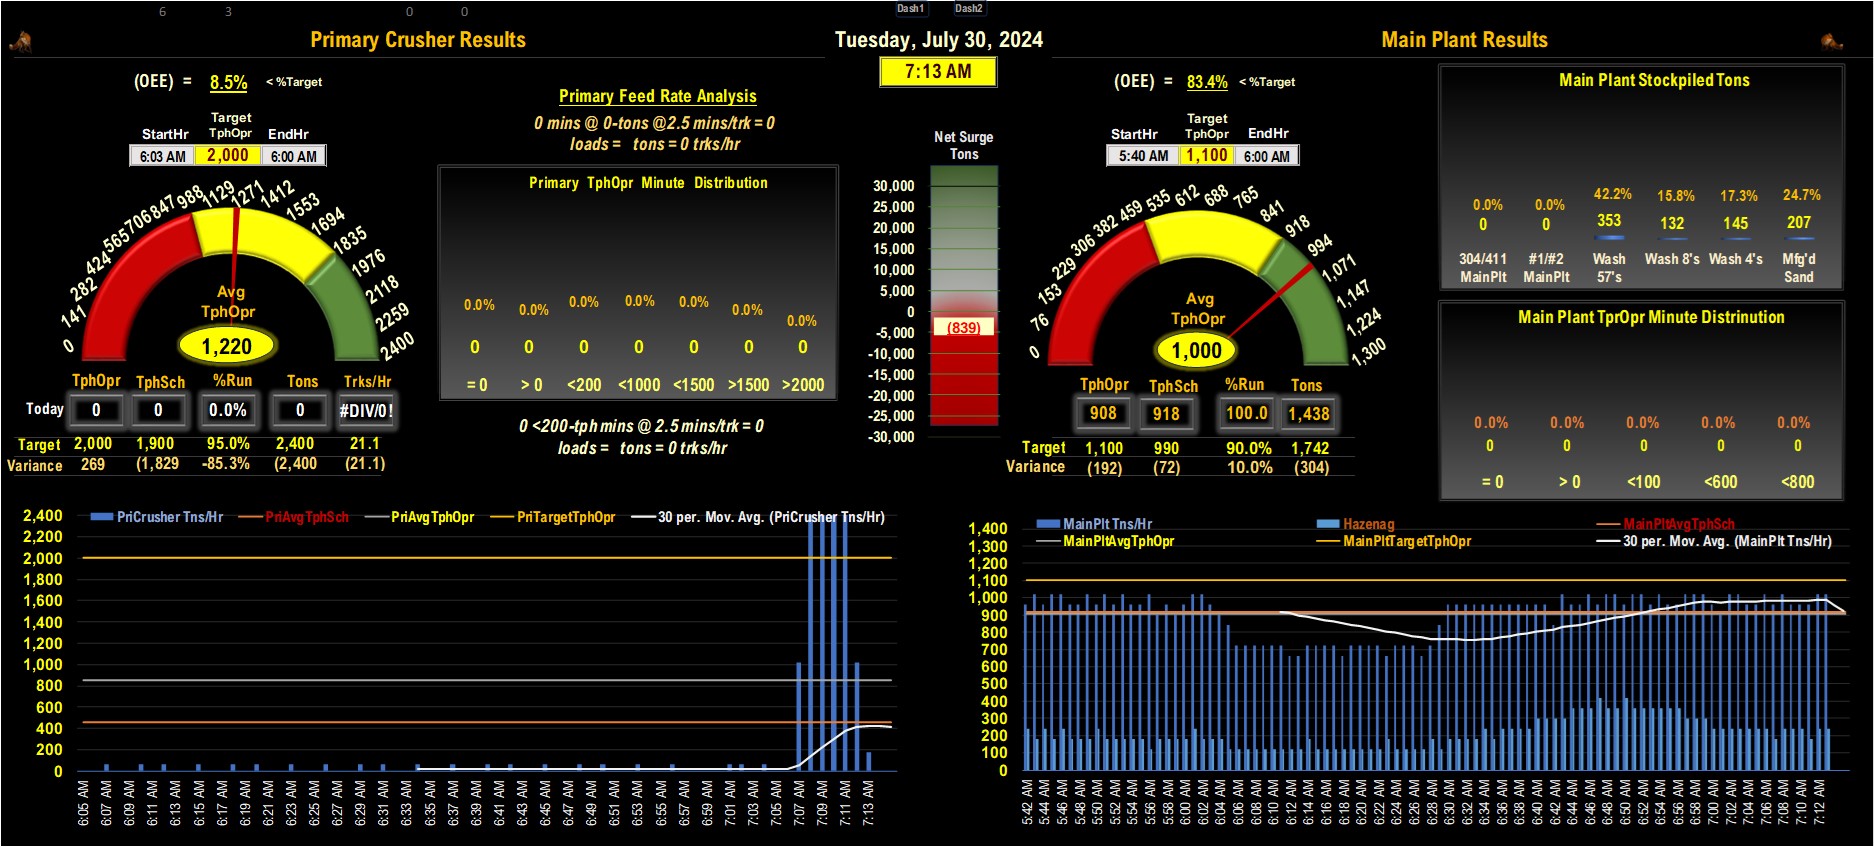 6 3 0 0 Dash1 Dash2
Primary Crusher Results
Tuesday, July 30, 2024
Main Plant Results
7:13 AM
(OEE) = 8.5% < %Target
Target
StartHr TphOpr EndHr
6:03 AM 2,000 6:00 AM
0 141 282 424 565 706 847 988 1129 1271 1412 1553 1694 1835 1976 2118 2259 2400
Avg
TphOpr
1,220
TphOpr TphSch %Run Tons Trks/Hr
Today 0 0 0.0% 0 #DIV/0!
Target 2,000 1,900 95.0% 2,400 21.1
Variance 269 (1,829 -85.3% (2,400 (21.1)
Primary Feed Rate Analysis
0 mins @ 0-tons @2.5 mins/trk = 0
loads = tons = 0 trks/hr
Primary TphOpr Minute Distribution
0.0% 0.0% 0.0% 0.0% 0.0% 0.0% 0.0%
0 0 0 0 0 0 0
= 0 > 0 <200 <1000 <1500 >1500 >2000
0 <200-tph mins @ 2.5 mins/trk = 0
loads = tons = 0 trks/hr
Net Surge
Tons
30,000
25,000
20,000
15,000
10,000
5,000
0
-5,000
-10,000
-15,000
-20,000
-25,000
-30,000
(839)
(OEE) = 83.4% < %Target
Target
StartHr TphOpr EndHr
5:40 AM 1,100 6:00 AM
0 76 153 229 306 382 459 535 612 688 765 841 918 994 1,071 1,147 1,224 1,300
Avg
TphOpr
1,000
TphOpr TphSch %Run Tons
908 918 100.0 1,438
Target 1,100 990 90.0% 1,742
Variance (192) (72) 10.0% (304)
Main Plant Stockpiled Tons
0.0% 0.0% 42.2% 15.8% 17.3% 24.7%
0 0 353 132 145 207
304/411 #1/#2 Wash Wash 8's Wash 4's Mfg'd
MainPlt MainPlt 57's Sand
Main Plant TprOpr Minute Distrinution
0.0% 0.0% 0.0% 0.0% 0.0%
0 0 0 0 0
= 0 > 0 <100 <600 <800
PriCrusher Tns/Hr PriAvgTphSch PriAvgTphOpr PriTargetTphOpr 30 per. Mov. Avg. (PriCrusher Tns/Hr)
2,400
2,200
2,000
1,800
1,600
1,400
1,200
1,000
800
600
400
200
0
6:05 AM 6:07 AM 6:09 AM 6:11 AM 6:13 AM 6:15 AM 6:17 AM 6:19 AM 6:21 AM 6:23 AM 6:25 AM 6:27 AM 6:29 AM 6:31 AM 6:33 AM 6:35 AM 6:37 AM 6:39 AM 6:41 AM 6:43 AM 6:45 AM 6:47 AM 6:49 AM 6:51 AM 6:53 AM 6:55 AM 6:57 AM 6:59 AM 7:01 AM 7:03 AM 7:05 AM 7:07 AM 7:09 AM 7:11 AM 7:13 AM
MainPlt Tns/Hr Hazenag MainPltAvgTphSch
MainPltAvgTphOpr MainPltTargetTphOpr 30 per. Mov. Avg. (MainPlt Tns/Hr)
1,400
1,300
1,200
1,100
1,000
900
800
700
600
500
400
300
200
100
0
5:42 AM 5:44 AM 5:46 AM 5:48 AM 5:50 AM 5:52 AM 5:54 AM 5:56 AM 5:58 AM 6:00 AM 6:02 AM 6:04 AM 6:06 AM 6:08 AM 6:10 AM 6:12 AM 6:14 AM 6:16 AM 6:18 AM 6:20 AM 6:22 AM 6:24 AM 6:26 AM 6:28 AM 6:30 AM 6:32 AM 6:34 AM 6:36 AM 6:38 AM 6:40 AM 6:42 AM 6:44 AM 6:46 AM 6:48 AM 6:50 AM 6:52 AM 6:54 AM 6:56 AM 6:58 AM 7:00 AM 7:02 AM 7:04 AM 7:06 AM 7:08 AM 7:10 AM 7:12 AM